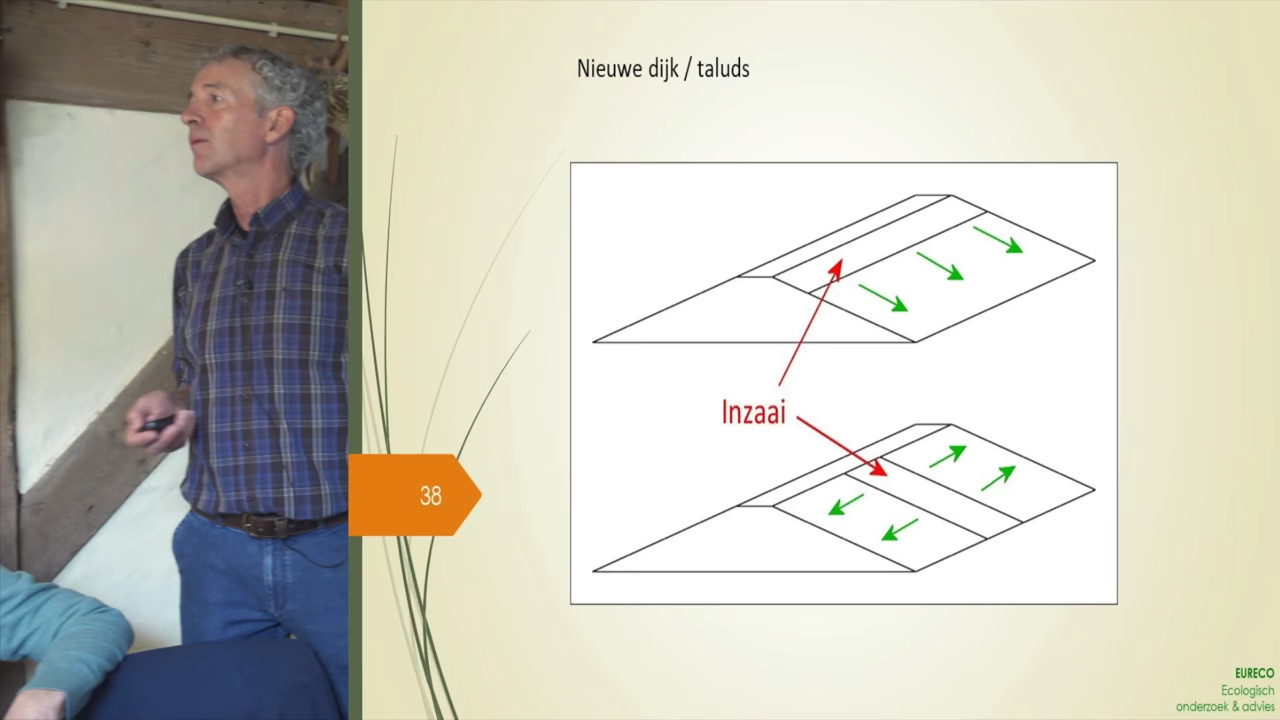 Nieuwe dijk / taluds
Inzaai
38
EURECO
Ecologisch
onderzoek & advies